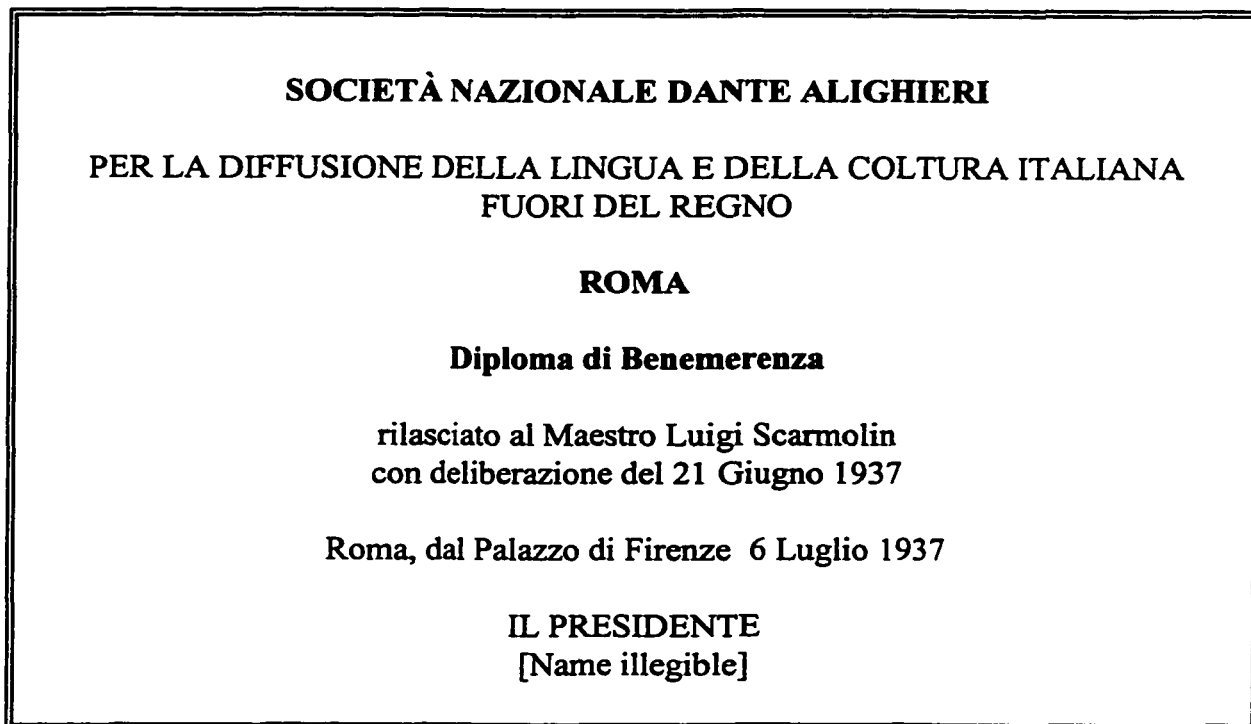 SOCIETÀ NAZIONALE DANTE ALIGHIERI
PER LA DIFFUSIONE DELLA LINGUA E DELLA COLTURA ITALIANA
FUORI DEL REGNO
ROMA
Diploma di Benemerenza
rilasciato al Maestro Luigi Scarmolin
con deliberazione del 21 Giugno 1937
Roma, dal Palazzo di Firenze 6 Luglio 1937
IL PRESIDENTE
[Name illegible]